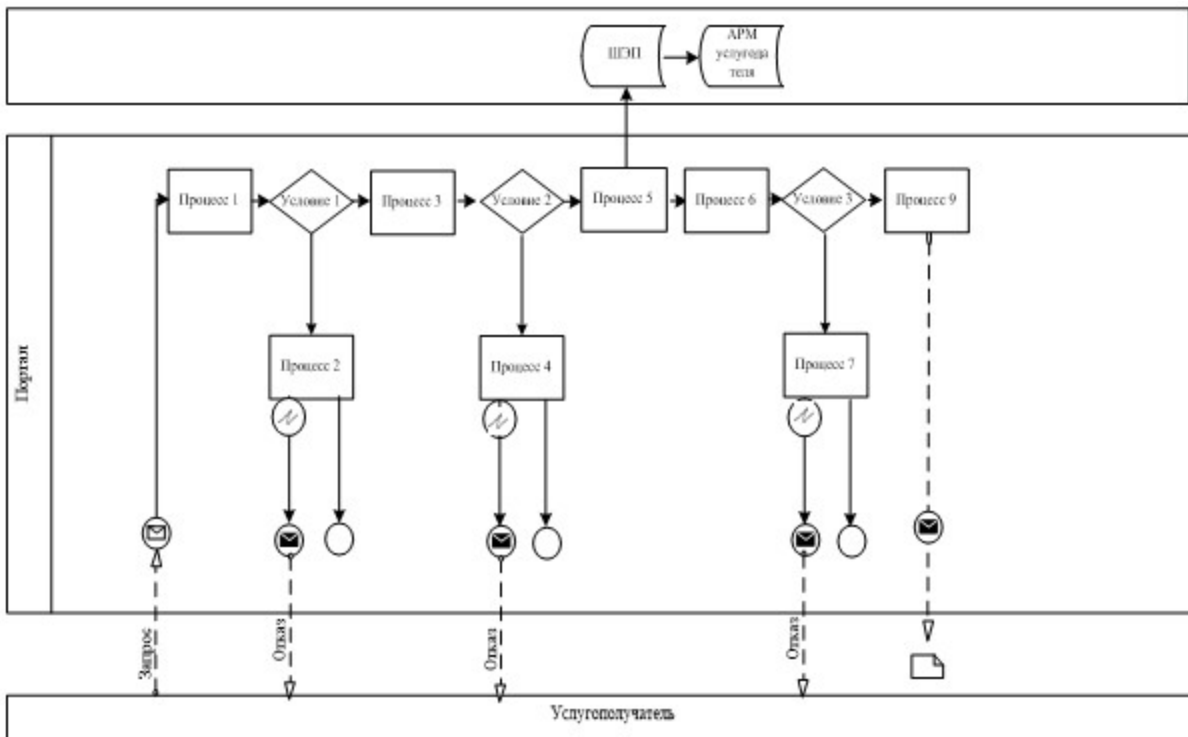 ШЭП
АРМ
услугода
теля
Процесс 1
Условие 1
Процесс 3
Условие 2
Процесс 5
Процесс 6
Условие 3
Процесс 9
Процесс 2
Процесс 4
Процесс 7
Портал
Запрос
Отказ
Отказ
Отказ
Услугополучатель